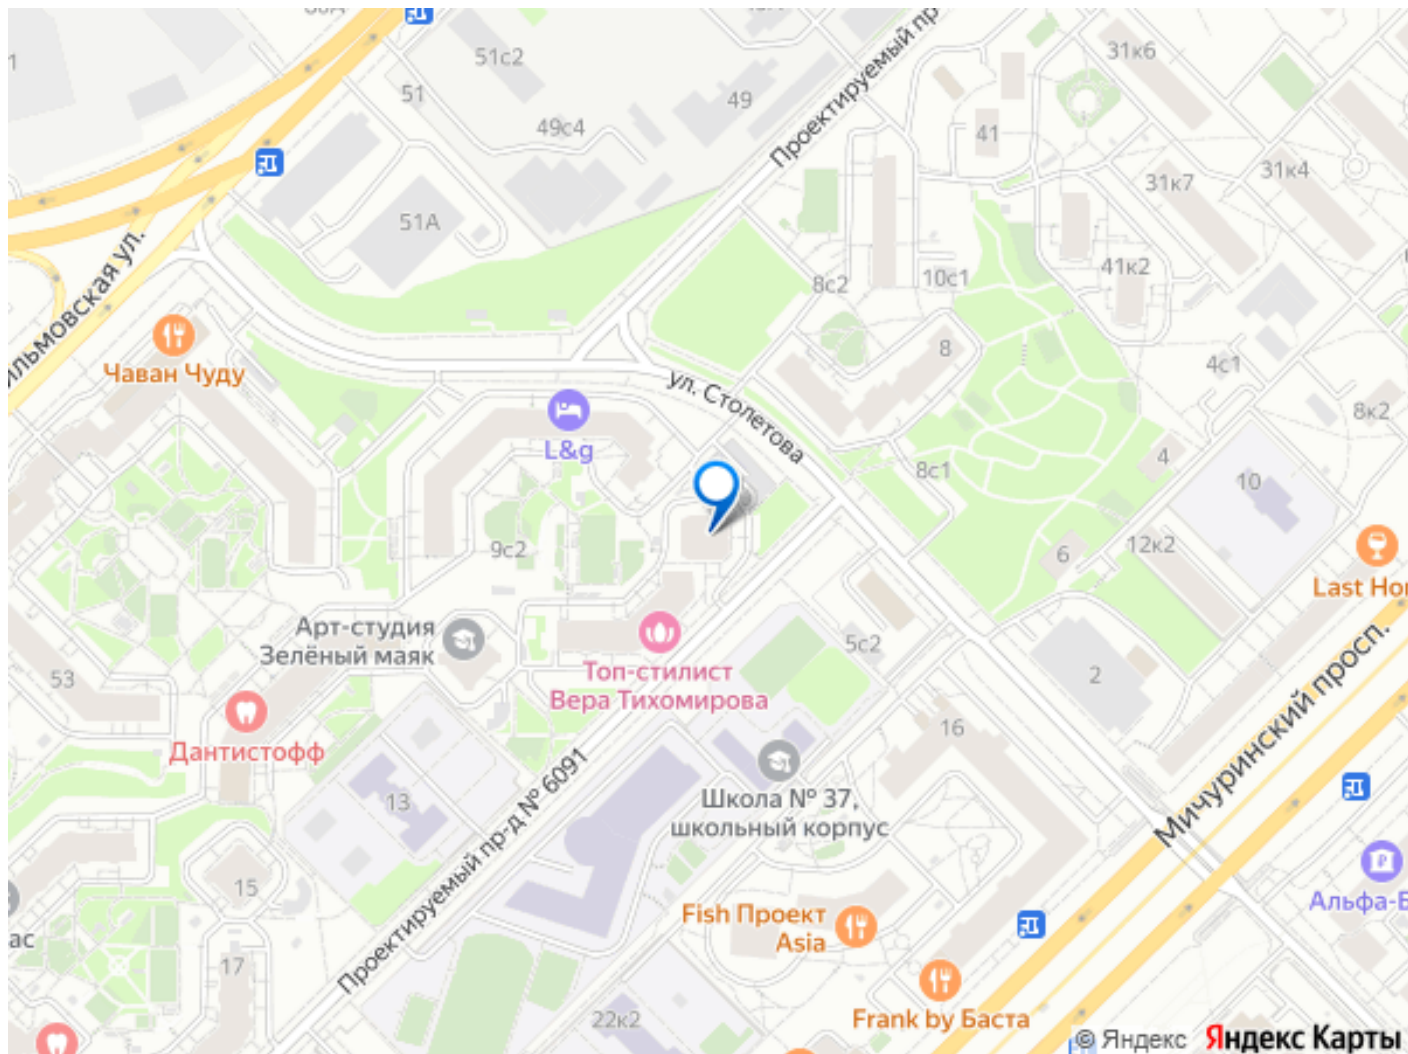 51с2
31к6
51
49
Проектируемый пр
49с4
41
31к7
31к4
51А
41к2
10с1
8с2
ильмовская ул.
Чаван Чуду
8
4с1
ул. Столетова
8к2
L&g
8с1
4
10
9с2
12к2
6
Last Hor
Арт-студия
Зелёный маяк
5с2
53
Топ-стилист
Вера Тихомирова
2
Мичуринский просп.
16
Дантистофф
13
Проектируемый пр-д № 6091
Школа № 37,
школьный корпус
15
Альфа-Б
Fish Проект
Asia
ас
17
22к2
Frank by Баста
© Яндекс Яндекс Карты